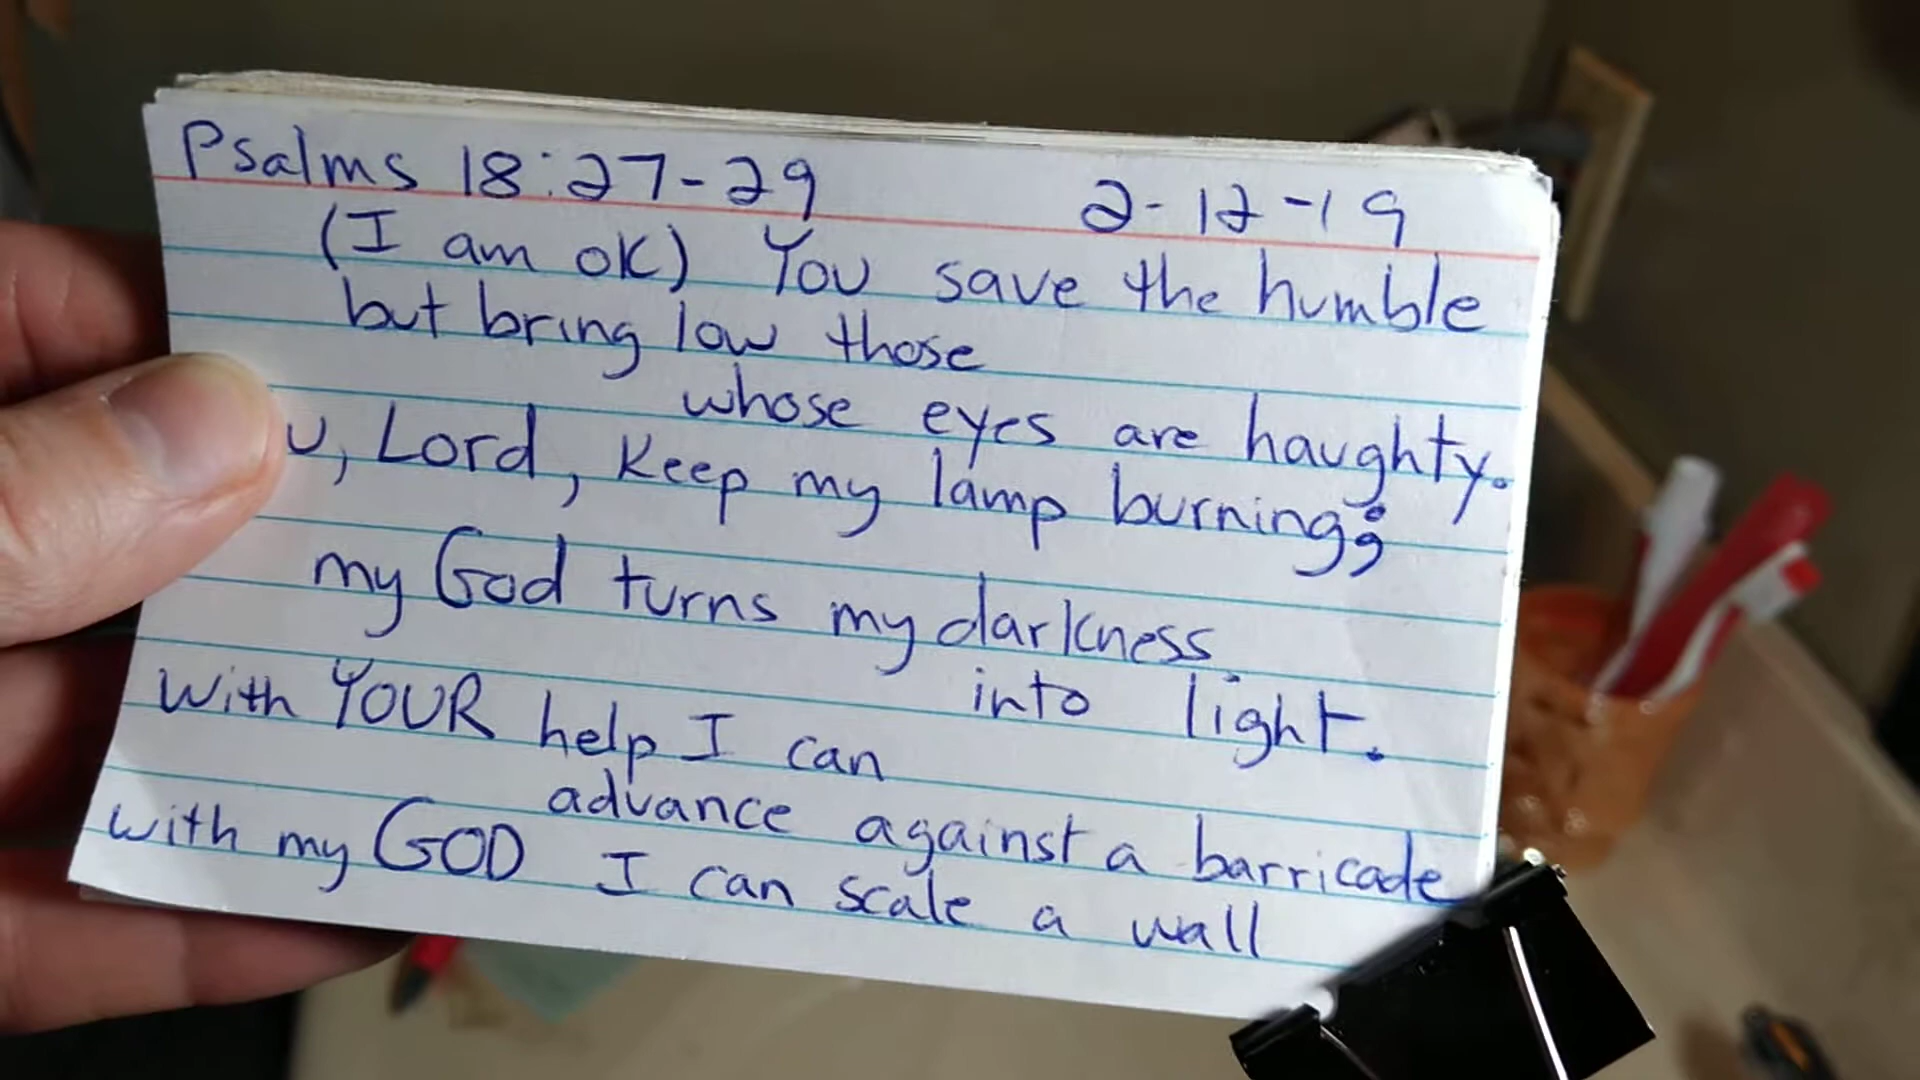 Psalms 18:27-29 2-12-19
(I am ok) You save the humble
but bring low those
whose eyes are haughty.
u, Lord, keep my lamp burning;
my God turns my darkness
into light.
With YOUR help I can
advance against a barricade
with my GOD I can scale a wall